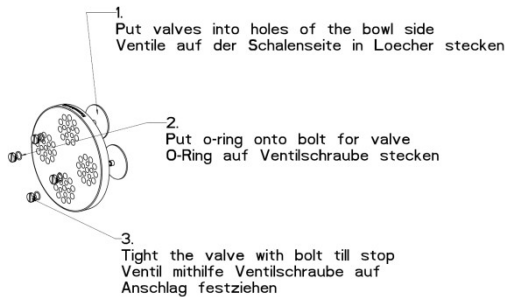 1.
Put valves into holes of the bowl side
Ventile auf der Schalenseite in Loecher stecken
2.
Put o-ring onto bolt for valve
O-Ring auf Ventilschraube stecken
3.
Tight the valve with bolt till stop
Ventil mithilfe Ventilschraube auf
Anschlag festziehen